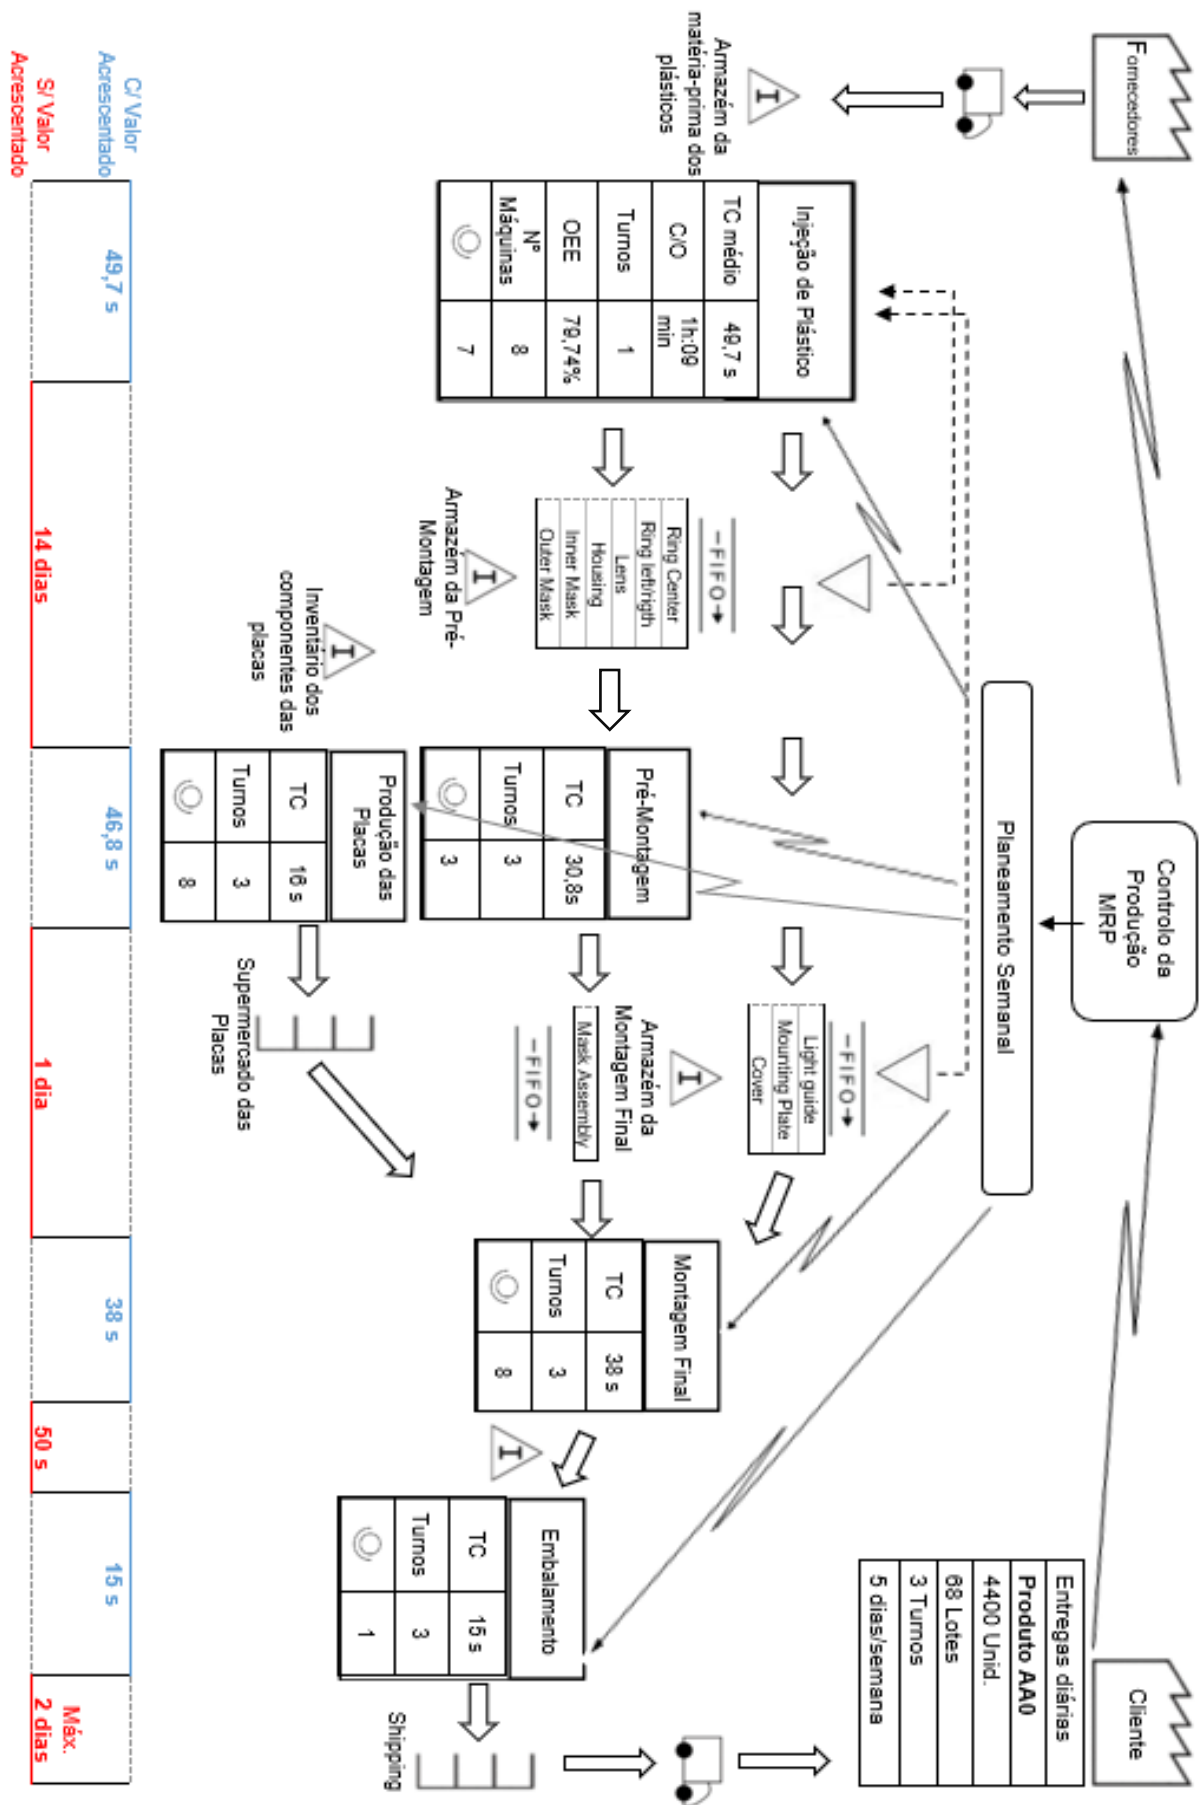 Fornecedores
Controlo da
Produção
MRP
Cliente
Entregas diárias
Produto AA0
4400 Unid.
68 Lotes
3 Turnos
5 dias/semana
Planeamento Semanal
Armazém da
matéria-prima dos
plásticos
I
Injeção de Plástico
TC médio 49,7 s
C/O 1h:09
min
Turnos 1
OEE 79,74%
Nº
Máquinas 8
7
– F I F O →
Ring Center
Ring left/rigth
Lens
Housing
Inner Mask
Outer Mask
I
Armazém da Pré-
Montagem
Pré-Montagem
TC 30,8s
Turnos 3
3
I
Inventário dos
componentes das
placas
Produção das
Placas
TC 16 s
Turnos 3
8
– F I F O →
Light guide
Mounting Plate
Cover
I
Armazém da
Montagem Final
Mask Assembly
– F I F O →
Supermercado das
Placas
Montagem Final
TC 38 s
Turnos 3
8
I
Embalamento
TC 15 s
Turnos 3
1
Shipping
C/ Valor
Acrescentado
49,7 s
46,8 s
38 s
15 s
S/ Valor
Acrescentado
14 dias
1 dia
50 s
Máx.
2 dias